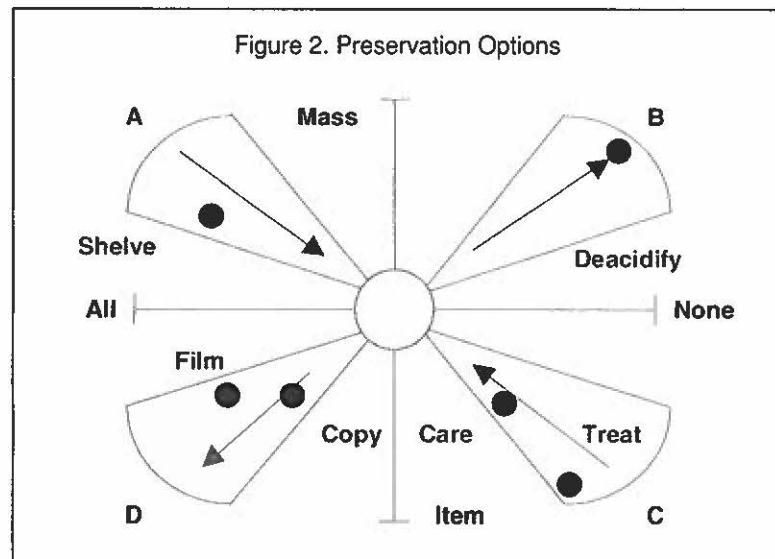 Figure 2. Preservation Options
A
Mass
B
Shelve
Deacidify
All
None
Film
Copy
Care
Treat
D
Item
C